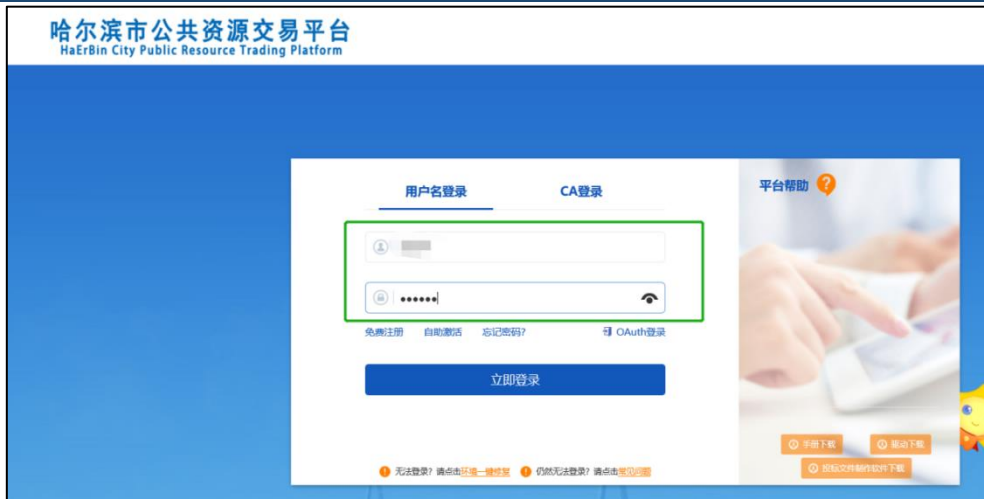 哈尔滨市公共资源交易平台
HaErBin City Public Resource Trading Platform
用户名登录 CA登录
平台帮助 ?
••••••
免费注册 自助激活 忘记密码? OAuth登录
立即登录
手册下载 驱动下载
投标文件制作软件下载
无法登录?请点击环境一键修复 仍然无法登录?请点击常见问题